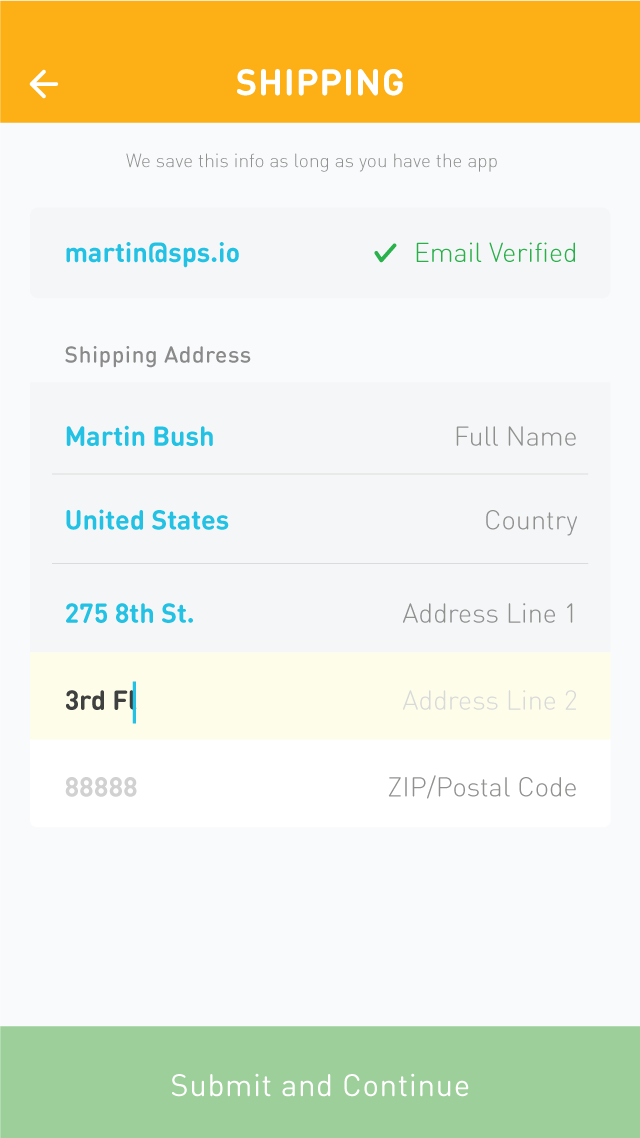 SHIPPING
We save this info as long as you have the app
martin@sps.io Email Verified
Shipping Address
Martin Bush Full Name
United States Country
275 8th St. Address Line 1
3rd Fl Address Line 2
88888 ZIP/Postal Code
Submit and Continue